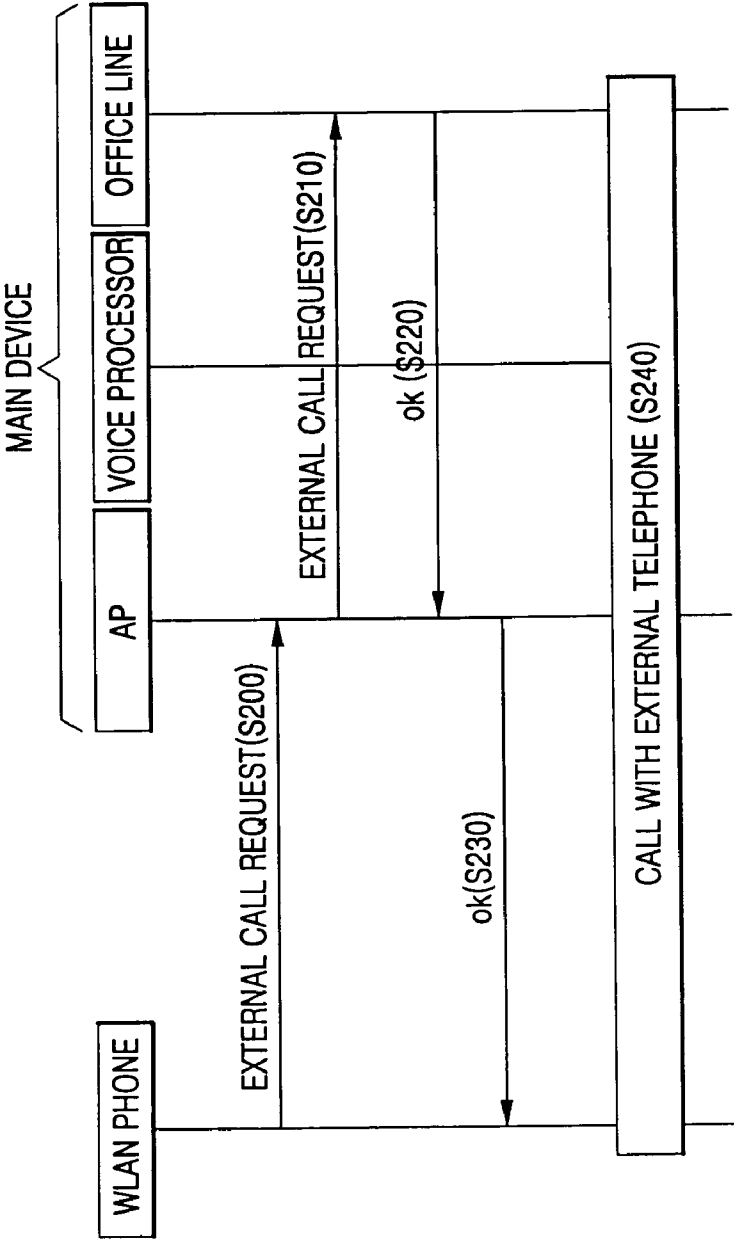 MAIN DEVICE
WLAN PHONE
AP
VOICE PROCESSOR
OFFICE LINE
EXTERNAL CALL REQUEST(S200)
EXTERNAL CALL REQUEST(S210)
ok (S220)
ok(S230)
CALL WITH EXTERNAL TELEPHONE (S240)